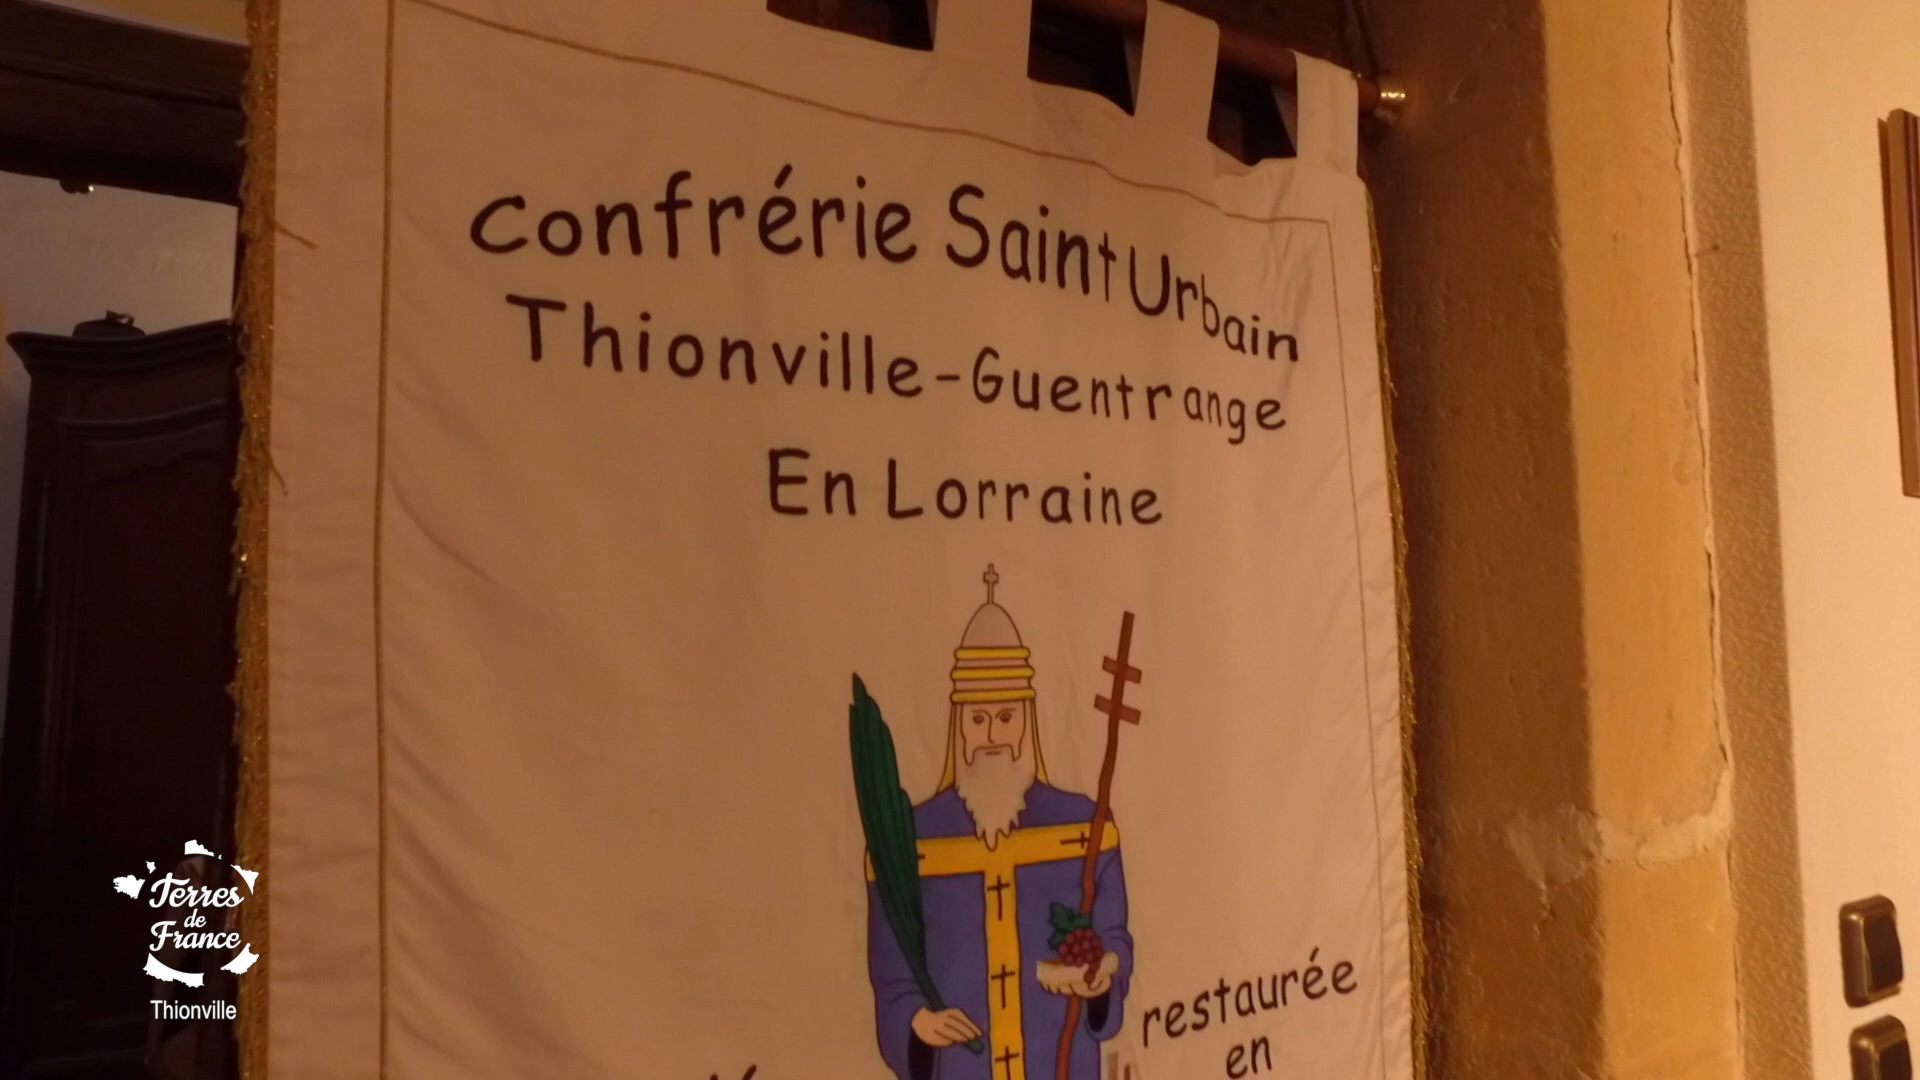 Confrérie Saint Urbain
Thionville-Guentrange
En Lorraine
restaurée
en
Terres
de
France
Thionville